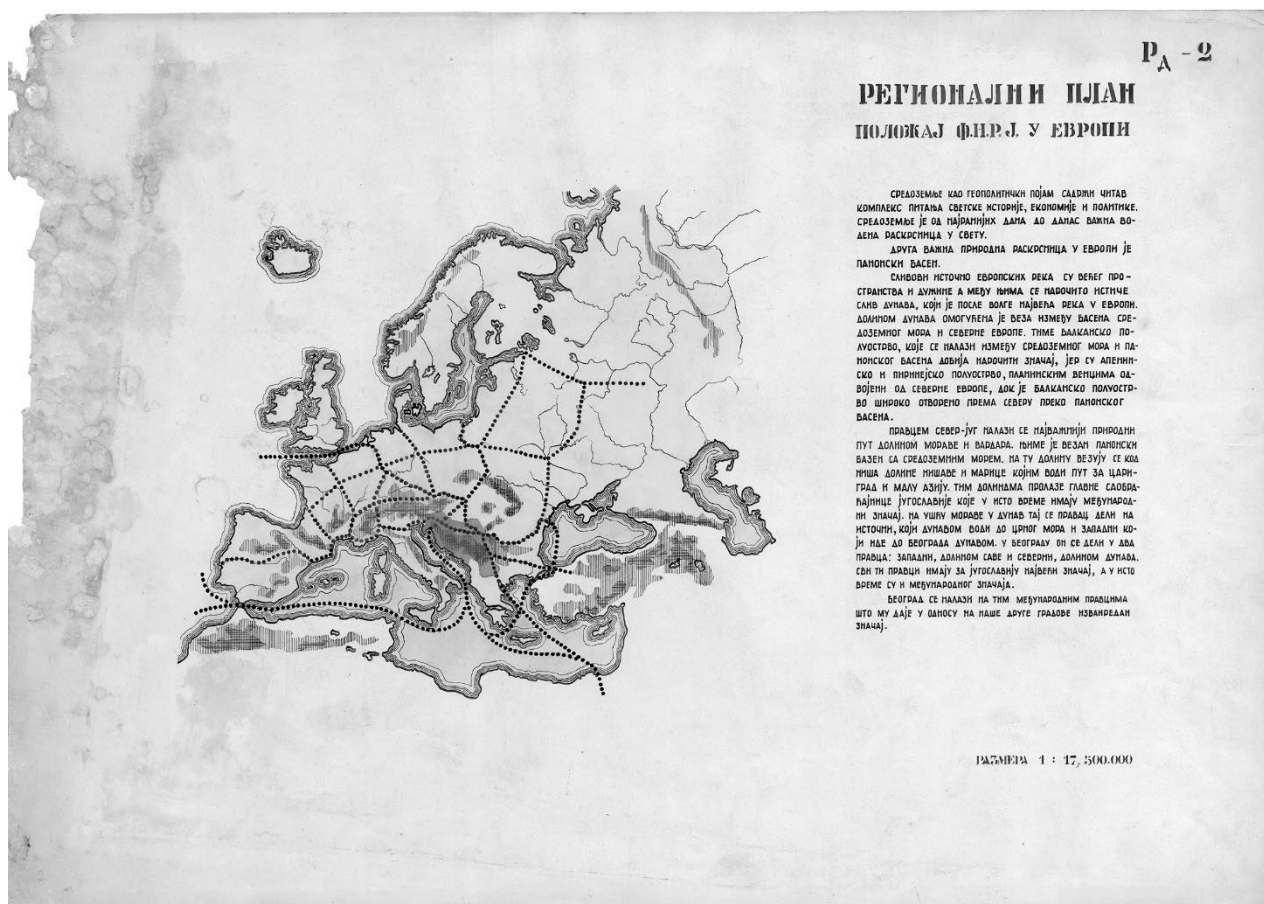 РД - 2
РЕГИОНАЛНИ ПЛАН
ПОЛОЖАЈ Ф.Н.Р.Ј. У ЕВРОПИ
СРЕДОЗЕМЉЕ КАО ГЕОПОЛИТИЧКИ ПОЈАМ САДРЖИ ЧИТАВ
КОМПЛЕКС ПИТАЊА СВЕТСКЕ ИСТОРИЈЕ, ЕКОНОМИЈЕ И ПОЛИТИКЕ.
СРЕДОЗЕМЉЕ ЈЕ ОД НАЈРАНИЈИХ ДАНА ДО ДАНАС ВАЖНА ВО-
ДЕНА РАСКРСНИЦА У СВЕТУ.
ДРУГА ВАЖНА ПРИРОДНА РАСКРСНИЦА У ЕВРОПИ ЈЕ
ПАНОНСКИ БАСЕН.
СЛИВОВИ ИСТОЧНО ЕВРОПСКИХ РЕКА СУ ВЕЋЕГ ПРО-
СТРАНСТВА И ДУЖИНЕ А МЕЂУ ЊИМА СЕ НАРОЧИТО ИСТИЧЕ
СЛИВ ДУНАВА, КОЈИ ЈЕ ПОСЛЕ ВОЛГЕ НАЈВЕЋА РЕКА У ЕВРОПИ.
ДОЛИНОМ ДУНАВА ОМОГУЋЕНА ЈЕ ВЕЗА ИЗМЕЂУ БАСЕНА СРЕ-
ДОЗЕМНОГ МОРА И СЕВЕРНЕ ЕВРОПЕ. ТИМЕ БАЛКАНСКО ПО-
ЛУОСТРВО, КОЈЕ СЕ НАЛАЗИ ИЗМЕЂУ СРЕДОЗЕМНОГ МОРА И ПА-
НОНСКОГ БАСЕНА ДОБИЈА НАРОЧИТИ ЗНАЧАЈ, ЈЕР СУ АПЕНИН-
СКО И ПИРИНЕЈСКО ПОЛУОСТРВО, ПЛАНИНСКИМ ВЕНЦИМА ОД-
ВОЈЕНИ ОД СЕВЕРНЕ ЕВРОПЕ, ДОК ЈЕ БАЛКАНСКО ПОЛУОСТР-
ВО ШИРОКО ОТВОРЕНО ПРЕМА СЕВЕРУ ПРЕКО ПАНОНСКОГ
БАСЕНА.
ПРАВЦЕМ СЕВЕР-ЈУГ НАЛАЗИ СЕ НАЈВАЖНИЈИ ПРИРОДНИ
ПУТ ДОЛИНОМ МОРАВЕ И ВАРДАРА. ЊИМЕ ЈЕ ВЕЗАН ПАНОНСКИ
БАЗЕН СА СРЕДОЗЕМНИМ МОРЕМ. НА ТУ ДОЛИНУ ВЕЗУЈУ СЕ КОД
НИША ДОЛИНЕ НИШАВЕ И МАРИЦЕ КОЈИМ ВОДИ ПУТ ЗА ЦАРИ-
ГРАД И МАЛУ АЗИЈУ. ТИМ ДОЛИНАМА ПРОЛАЗЕ ГЛАВНЕ САОБРА-
ЋАЈНИЦЕ ЈУГОСЛАВИЈЕ КОЈЕ У ИСТО ВРЕМЕ ИМАЈУ МЕЂУНАРОД-
НИ ЗНАЧАЈ. НА УШЋУ МОРАВЕ У ДУНАВ ТАЈ СЕ ПРАВАЦ ДЕЛИ НА
ИСТОЧНИ, КОЈИ ДУНАВОМ ВОДИ ДО ЦРНОГ МОРА И ЗАПАДНИ КО-
ЈИ ИДЕ ДО БЕОГРАДА ДУНАВОМ. У БЕОГРАДУ ОН СЕ ДЕЛИ У ДВА
ПРАВЦА: ЗАПАДНИ, ДОЛИНОМ САВЕ И СЕВЕРНИ, ДОЛИНОМ ДУНАВА.
СВИ ТИ ПРАВЦИ ИМАЈУ ЗА ЈУГОСЛАВИЈУ НАЈВЕЋИ ЗНАЧАЈ, А У ИСТО
ВРЕМЕ СУ И МЕЂУНАРОДНОГ ЗНАЧАЈА.
БЕОГРАД СЕ НАЛАЗИ НА ТИМ МЕЂУНАРОДНИМ ПРАВЦИМА
ШТО МУ ДАЈЕ У ОДНОСУ НА НАШЕ ДРУГЕ ГРАДОВЕ ИЗВАНРЕДАН
ЗНАЧАЈ.
РАЗМЕРА 1 : 17,500.000